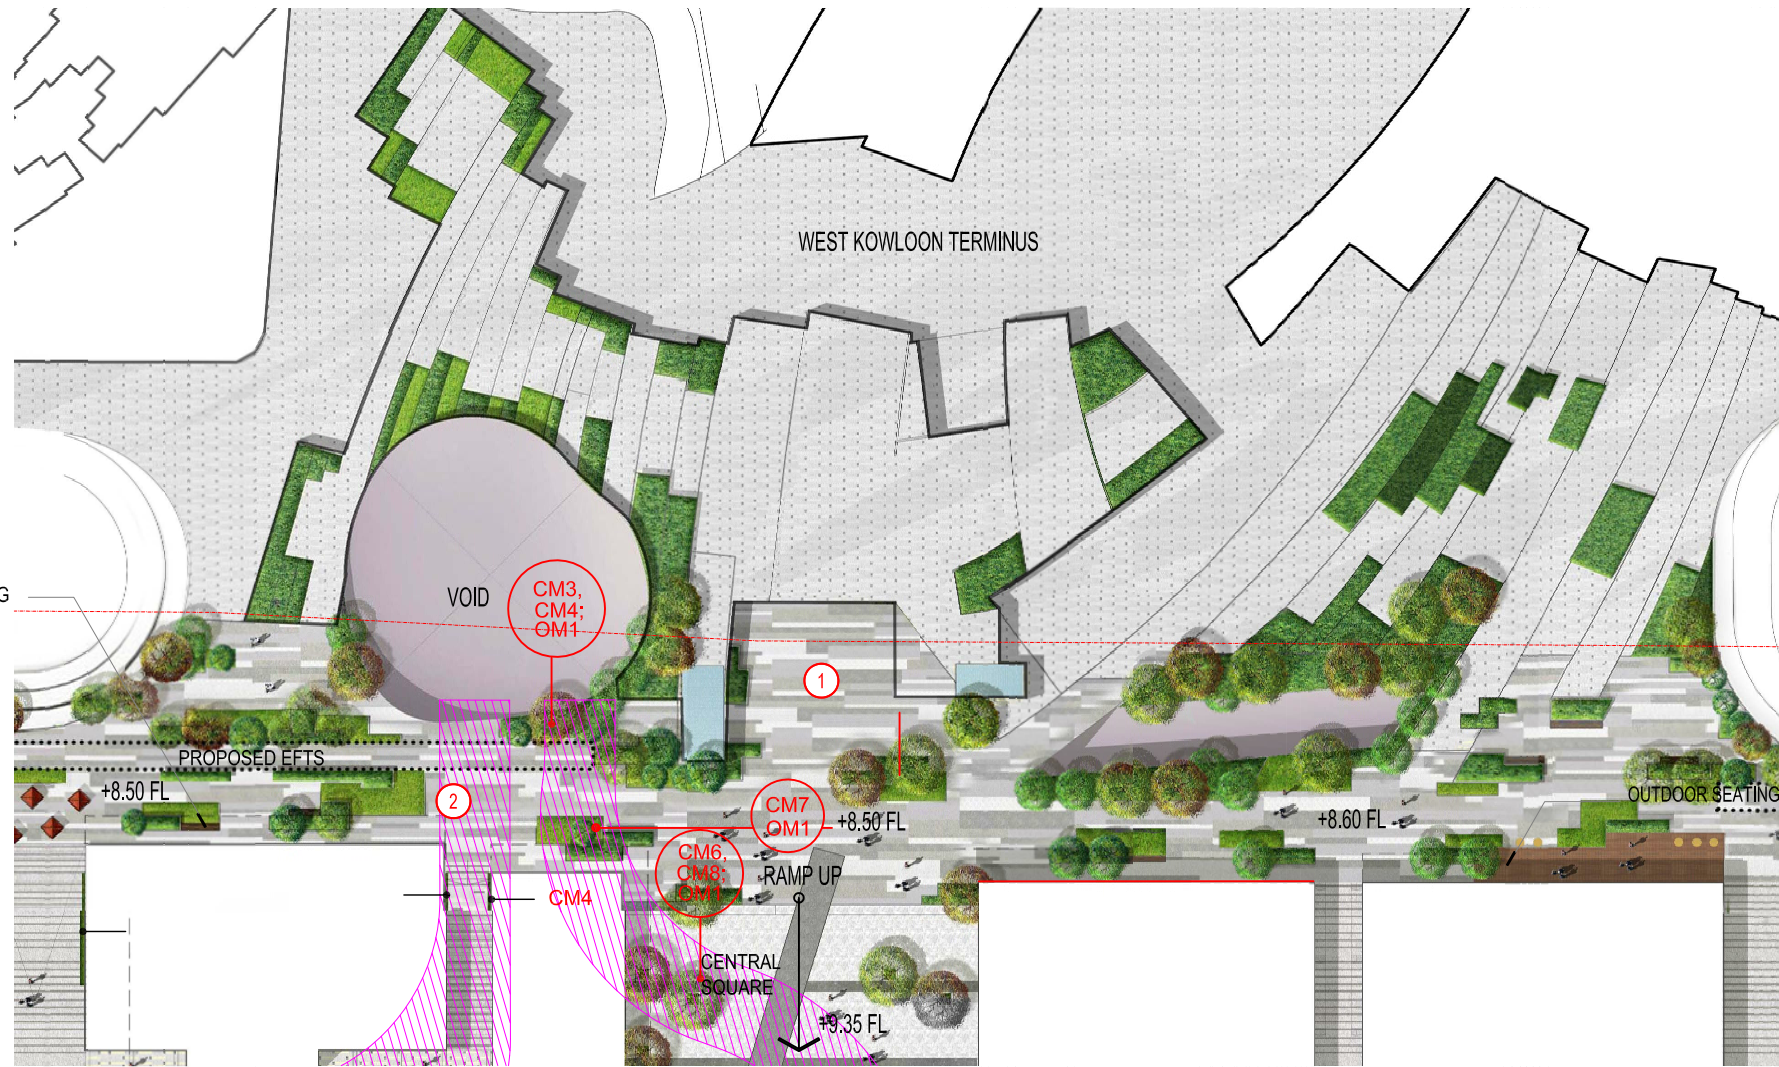 WEST KOWLOON TERMINUS
G
VOID
CM3,
CM4;
OM1
1
PROPOSED EFTS
+8.50 FL
2
CM7
OM1
+8.50 FL
+8.60 FL
OUTDOOR SEATING
CM6,
CM8;
OM1
RAMP UP
CM4
CENTRAL
SQUARE
+9.35 FL